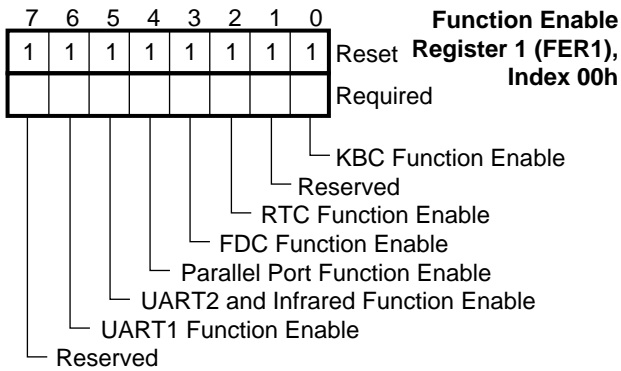 7 6 5 4 3 2 1 0
Function Enable
Register 1 (FER1),
Index 00h
1 1 1 1 1 1 1 1 Reset
Required
KBC Function Enable
Reserved
RTC Function Enable
FDC Function Enable
Parallel Port Function Enable
UART2 and Infrared Function Enable
UART1 Function Enable
Reserved